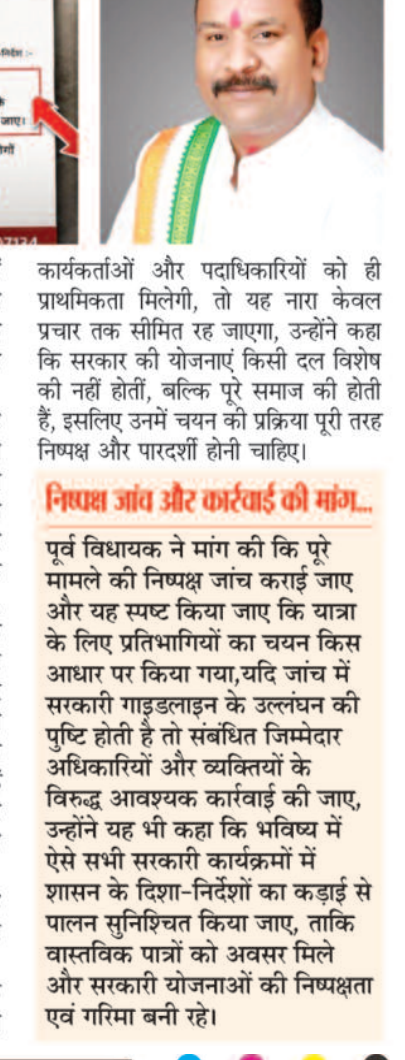 निर्देश :-
के
जाए।
कार्यकर्ताओं और पदाधिकारियों को ही
प्राथमिकता मिलेगी, तो यह नारा केवल
प्रचार तक सीमित रह जाएगा, उन्होंने कहा
कि सरकार की योजनाएं किसी दल विशेष
की नहीं होतीं, बल्कि पूरे समाज की होती
हैं, इसलिए उनमें चयन की प्रक्रिया पूरी तरह
निष्पक्ष और पारदर्शी होनी चाहिए।
निष्पक्ष जांच और कार्रवाई की मांग...
पूर्व विधायक ने मांग की कि पूरे
मामले की निष्पक्ष जांच कराई जाए
और यह स्पष्ट किया जाए कि यात्रा
के लिए प्रतिभागियों का चयन किस
आधार पर किया गया,यदि जांच में
सरकारी गाइडलाइन के उल्लंघन की
पुष्टि होती है तो संबंधित जिम्मेदार
अधिकारियों और व्यक्तियों के
विरुद्ध आवश्यक कार्रवाई की जाए,
उन्होंने यह भी कहा कि भविष्य में
ऐसे सभी सरकारी कार्यक्रमों में
शासन के दिशा-निर्देशों का कड़ाई से
पालन सुनिश्चित किया जाए, ताकि
वास्तविक पात्रों को अवसर मिले
और सरकारी योजनाओं की निष्पक्षता
एवं गरिमा बनी रहे।